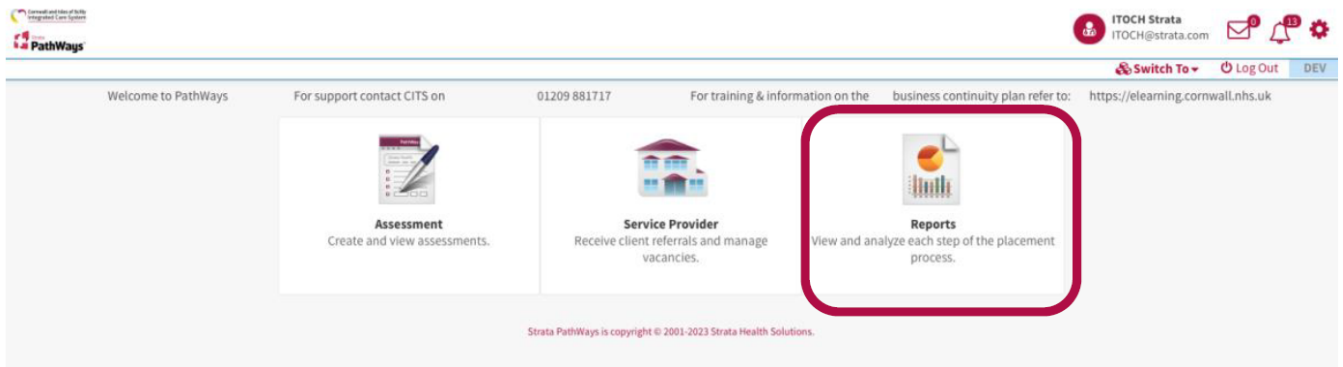 Cornwall and Isles of Scilly
Integrated Care System
Strata
PathWays
ITOCH Strata
ITOCH@strata.com
0
13
Switch To
Log Out
DEV
Welcome to PathWays For support contact CITS on 01209 881717 For training & information on the business continuity plan refer to: https://elearning.cornwall.nhs.uk
Assessment
Create and view assessments.
Service Provider
Receive client referrals and manage
vacancies.
Reports
View and analyze each step of the placement
process.
Strata PathWays is copyright © 2001-2023 Strata Health Solutions.